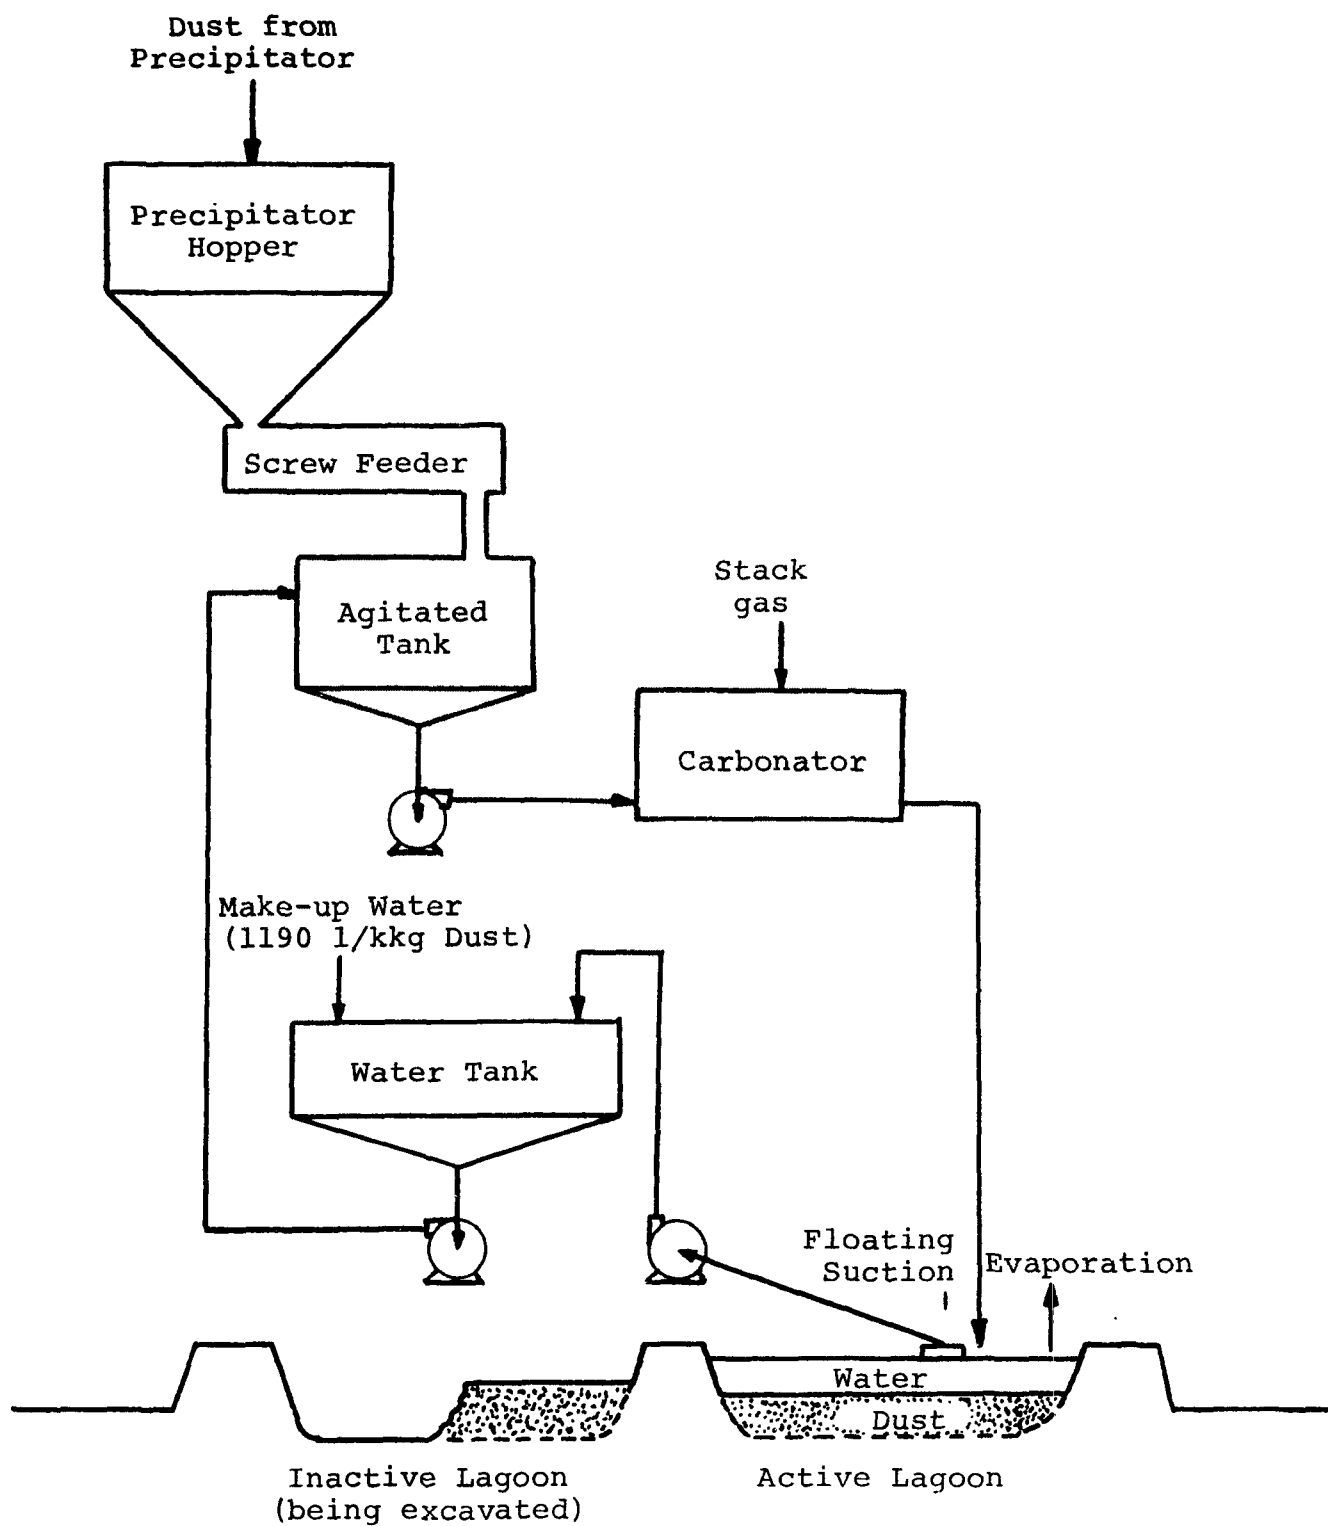 Dust from
Precipitator
Precipitator
Hopper
Screw Feeder
Agitated
Tank
Stack
gas
Carbonator
Make-up Water
(1190 l/kkg Dust)
Water Tank
Floating
Suction
Evaporation
Water
Dust
Inactive Lagoon
(being excavated)
Active Lagoon